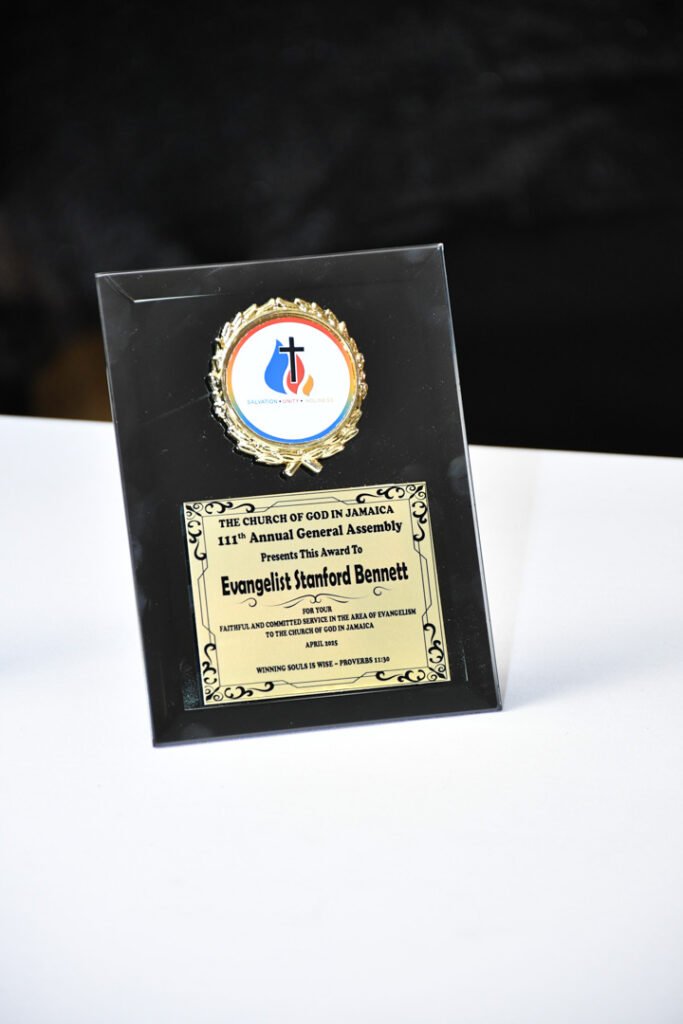 SALVATION • UNITY • HOLINESS
THE CHURCH OF GOD IN JAMAICA
111th Annual General Assembly
Presents This Award To
Evangelist Stanford Bennett
FOR YOUR
FAITHFUL AND COMMITTED SERVICE IN THE AREA OF EVANGELISM
TO THE CHURCH OF GOD IN JAMAICA
APRIL 2025
WINNING SOULS IS WISE – PROVERBS 11:30